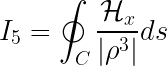 $I_5 = \oint_C \frac{\mathcal{H}_x}{|\rho^3|} ds$